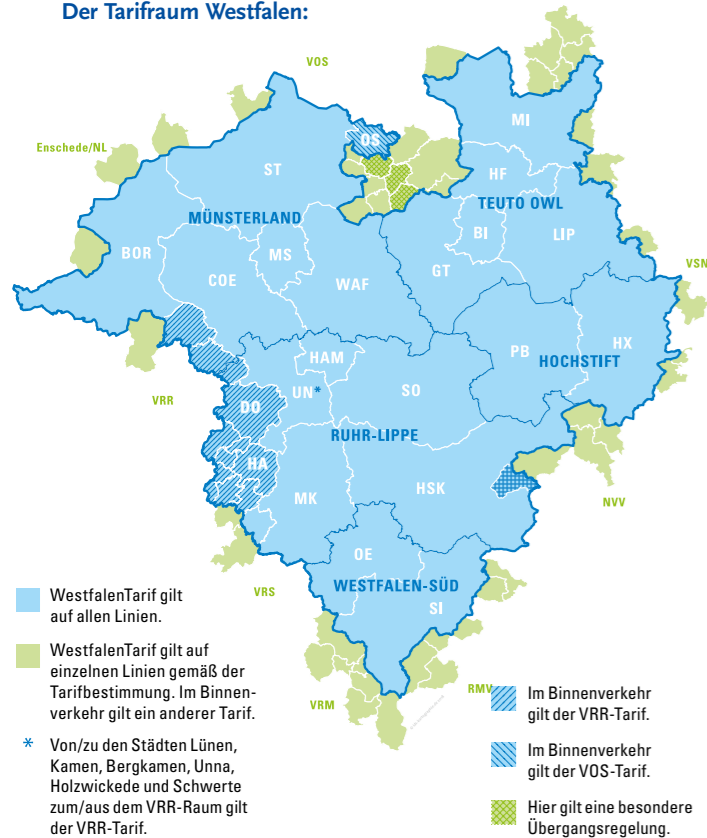 Der Tarifraum Westfalen:
VOS
MI
OS
Enschede/NL
ST
HF
TEUTO OWL
MÜNSTERLAND
BI
LIP
BOR
MS
VSN
COE
WAF
GT
HAM
PB
HX
HOCHSTIFT
VRR
UN*
SO
DO
RUHR-LIPPE
HA
HSK
MK
NVV
OE
WESTFALEN-SÜD
VRS
SI
RMV
VRM
WestfalenTarif gilt
auf allen Linien.
WestfalenTarif gilt auf
einzelnen Linien gemäß der
Tarifbestimmung. Im Binnen-
verkehr gilt ein anderer Tarif.
* Von/zu den Städten Lünen,
Kamen, Bergkamen, Unna,
Holzwickede und Schwerte
zum/aus dem VRR-Raum gilt
der VRR-Tarif.
Im Binnenverkehr
gilt der VRR-Tarif.
Im Binnenverkehr
gilt der VOS-Tarif.
Hier gilt eine besondere
Übergangsregelung.